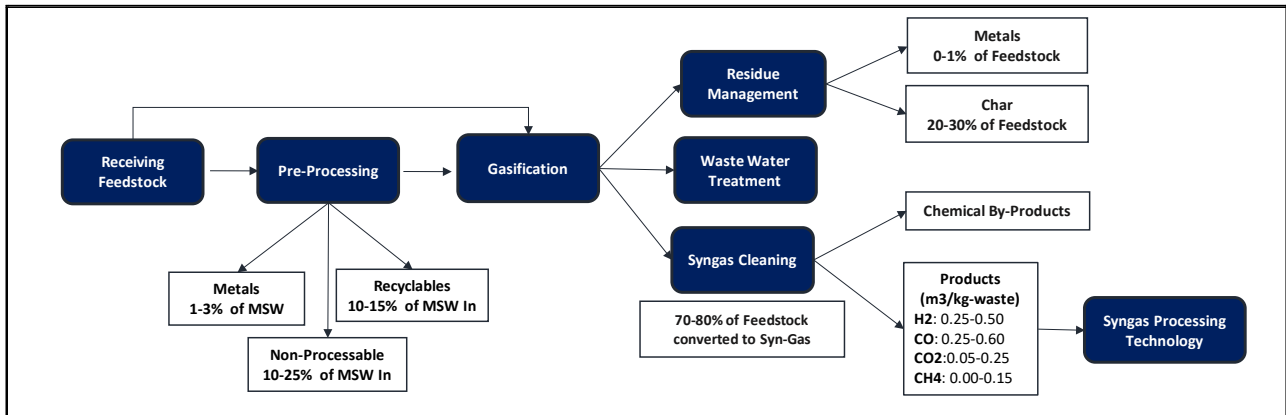 Receiving
Feedstock
Pre-Processing
Metals
1-3% of MSW
Recyclables
10-15% of MSW In
Non-Processable
10-25% of MSW In
Gasification
Residue
Management
Metals
0-1% of Feedstock
Char
20-30% of Feedstock
Waste Water
Treatment
Syngas Cleaning
70-80% of Feedstock
converted to Syn-Gas
Chemical By-Products
Products
(m3/kg-waste)
H2: 0.25-0.50
CO: 0.25-0.60
CO2:0.05-0.25
CH4: 0.00-0.15
Syngas Processing
Technology